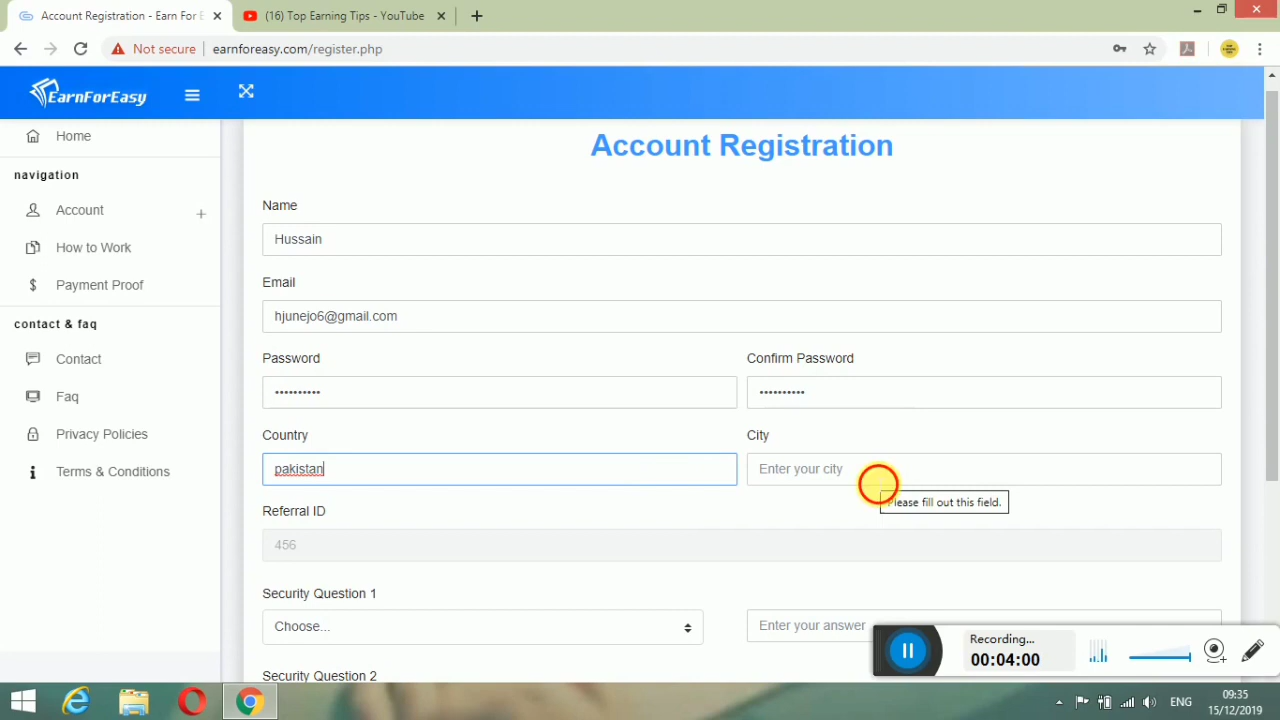 Account Registration - Earn For E
(16) Top Earning Tips - YouTube
Not secure
earnforeasy.com/register.php
EarnForEasy
Home
navigation
Account
How to Work
Payment Proof
contact & faq
Contact
Faq
Privacy Policies
Terms & Conditions
Account Registration
Name
Hussain
Email
hjunejo6@gmail.com
Password
Confirm Password
••••••••••
••••••••••
Country
City
pakistan
Enter your city
Please fill out this field.
Referral ID
456
Security Question 1
Choose...
Enter your answer
Security Question 2
Recording...
00:04:00
ENG
09:35
15/12/2019